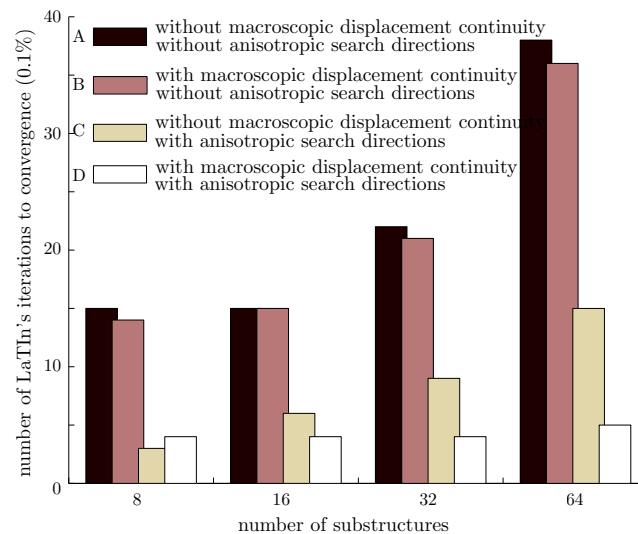 40
30
20
10
0
number of LaTIn's iterations to convergence (0.1%)
A
without macroscopic displacement continuity
without anisotropic search directions
B
with macroscopic displacement continuity
without anisotropic search directions
C
without macroscopic displacement continuity
with anisotropic search directions
D
with macroscopic displacement continuity
with anisotropic search directions
8 16 32 64
number of substructures